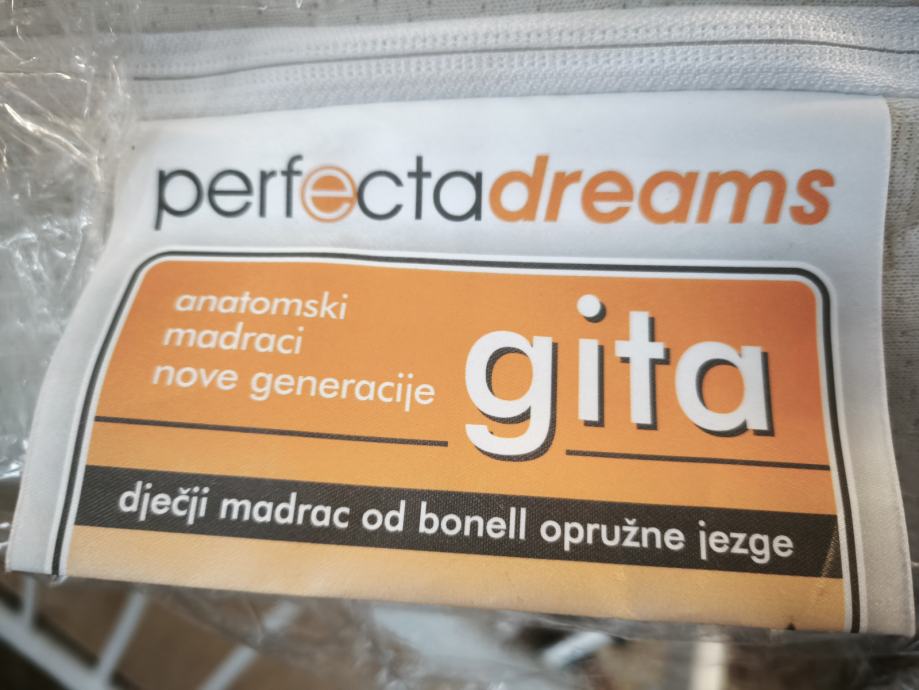 perfectadreams
anatomski
madraci
nove generacije
gita
dječji madrac od bonell opružne jezge